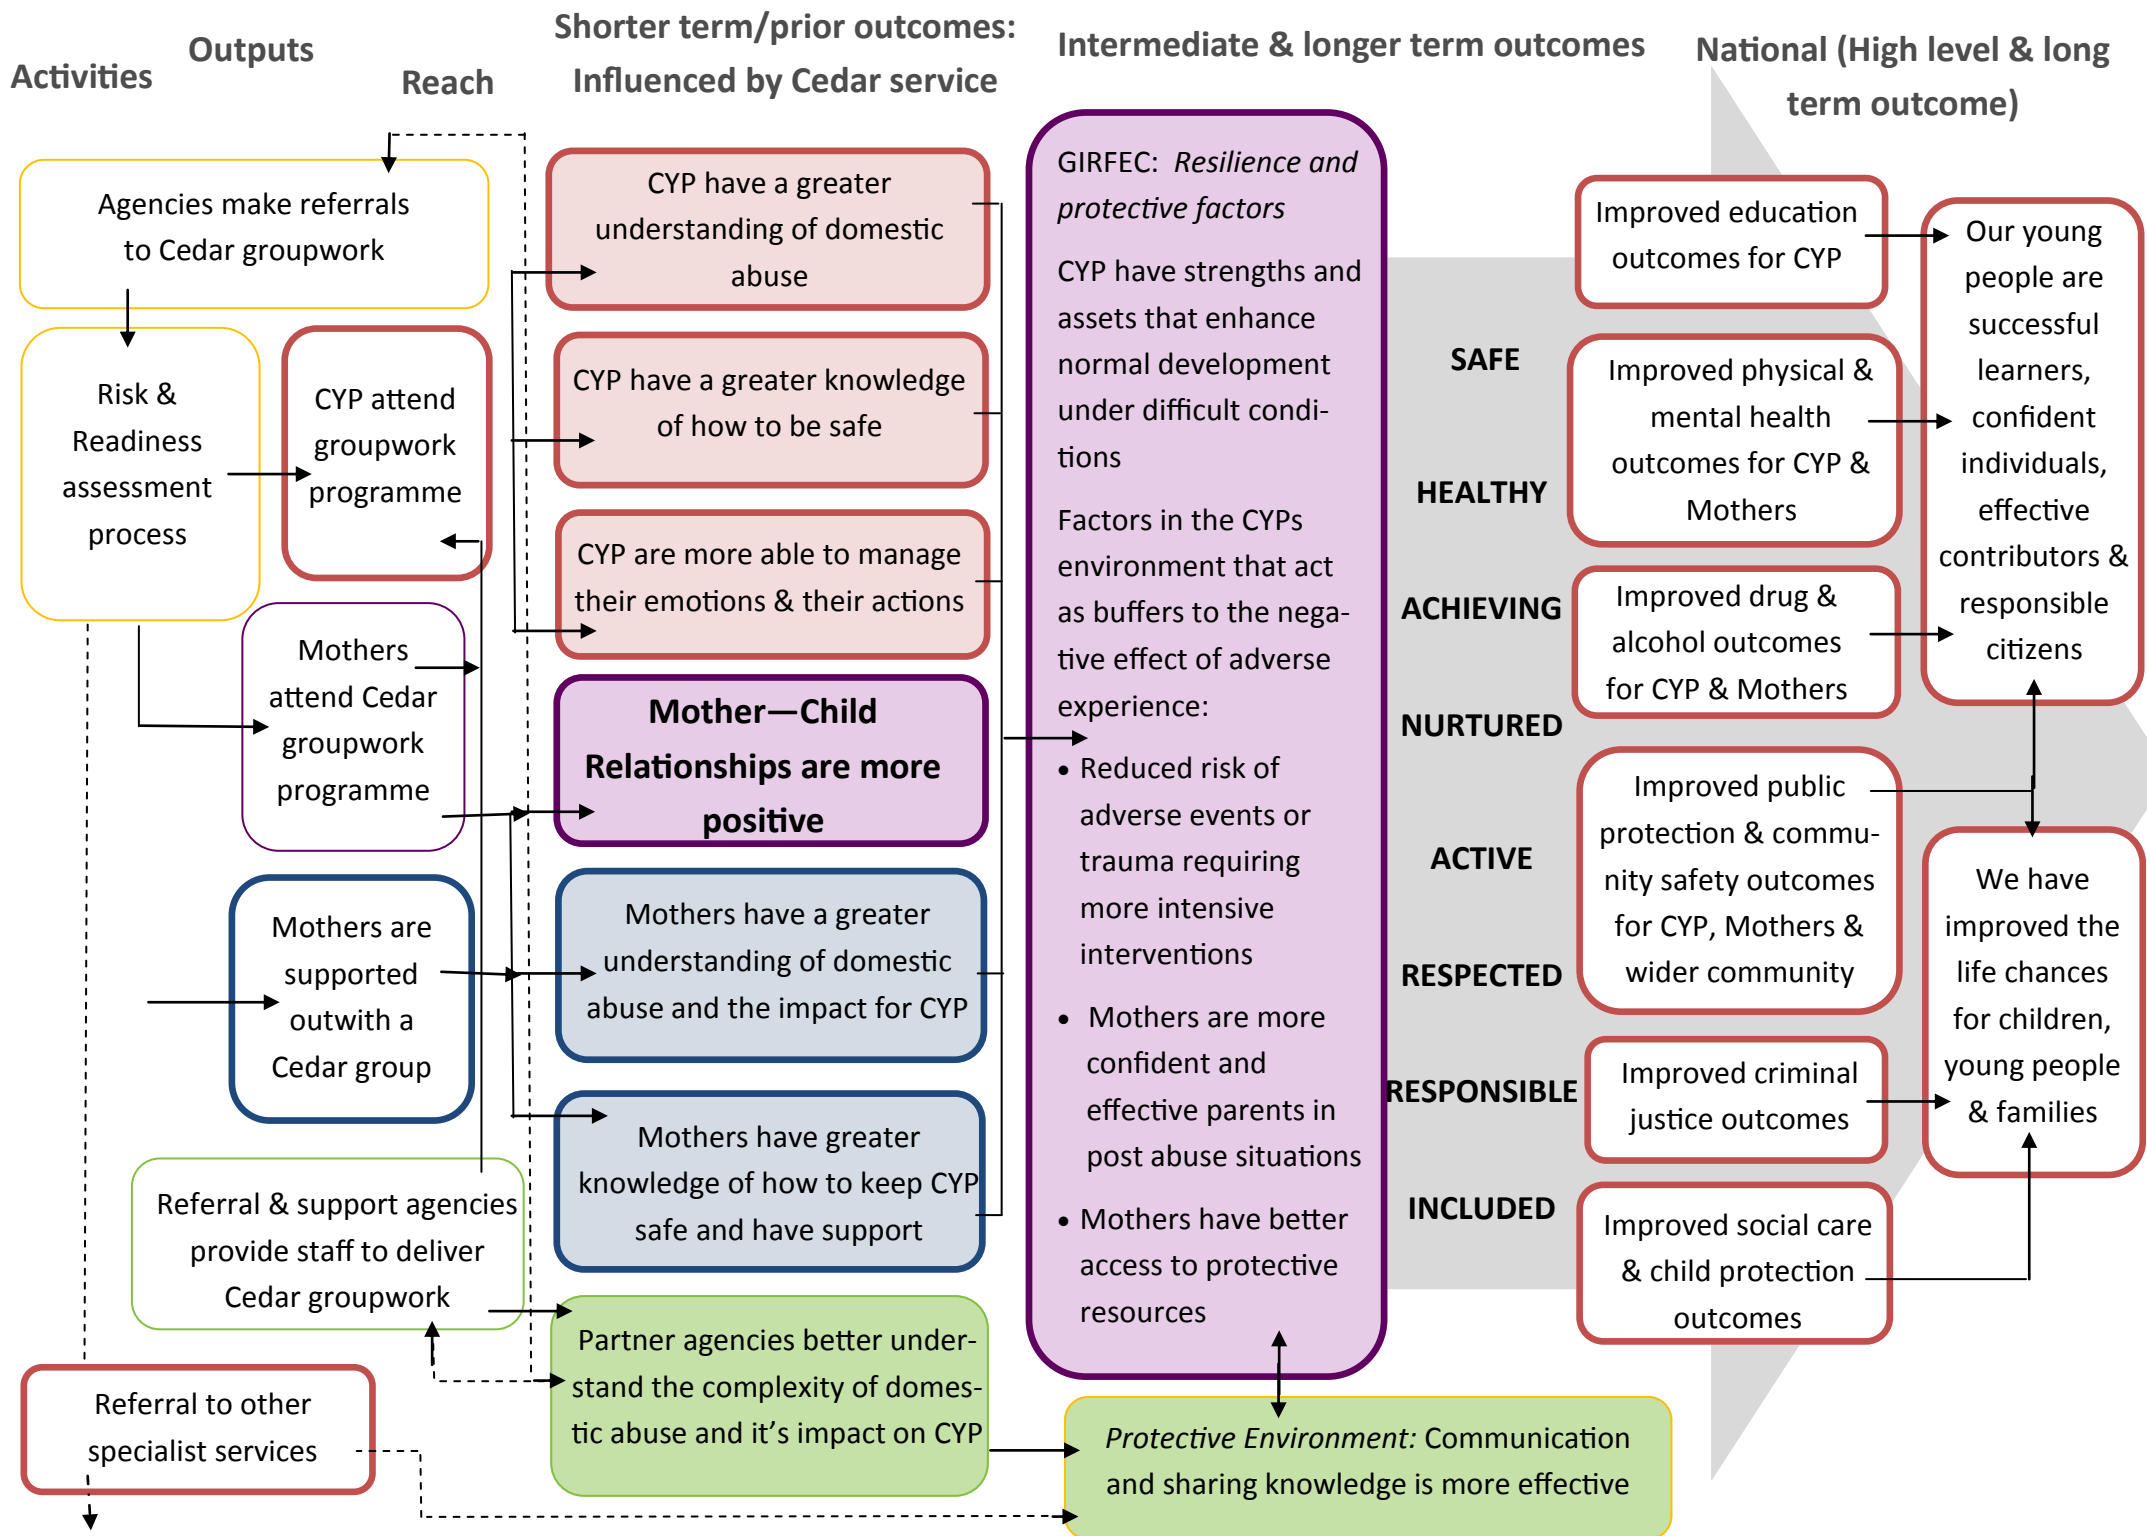 Activities
Outputs
Reach
Shorter term/prior outcomes:
Influenced by Cedar service
Intermediate & longer term outcomes
National (High level & long
term outcome)
Agencies make referrals
to Cedar groupwork
Risk &
Readiness
assessment
process
CYP attend
groupwork
programme
Mothers
attend Cedar
groupwork
programme
Mothers are
supported
outwith a
Cedar group
Referral & support agencies
provide staff to deliver
Cedar groupwork
Referral to other
specialist services
CYP have a greater
understanding of domestic
abuse
CYP have a greater knowledge
of how to be safe
CYP are more able to manage
their emotions & their actions
Mother—Child
Relationships are more
positive
Mothers have a greater
understanding of domestic
abuse and the impact for CYP
Mothers have greater
knowledge of how to keep CYP
safe and have support
Partner agencies better under-
stand the complexity of domes-
tic abuse and it's impact on CYP
GIRFEC: Resilience and
protective factors
CYP have strengths and
assets that enhance
normal development
under difficult condi-
tions
Factors in the CYPs
environment that act
as buffers to the nega-
tive effect of adverse
experience:
• Reduced risk of
adverse events or
trauma requiring
more intensive
interventions
• Mothers are more
confident and
effective parents in
post abuse situations
• Mothers have better
access to protective
resources
Protective Environment: Communication
and sharing knowledge is more effective
SAFE
HEALTHY
ACHIEVING
NURTURED
ACTIVE
RESPECTED
RESPONSIBLE
INCLUDED
Improved education
outcomes for CYP
Improved physical &
mental health
outcomes for CYP &
Mothers
Improved drug &
alcohol outcomes
for CYP & Mothers
Improved public
protection & commu-
nity safety outcomes
for CYP, Mothers &
wider community
Improved criminal
justice outcomes
Improved social care
& child protection
outcomes
Our young
people are
successful
learners,
confident
individuals,
effective
contributors &
responsible
citizens
We have
improved the
life chances
for children,
young people
& families